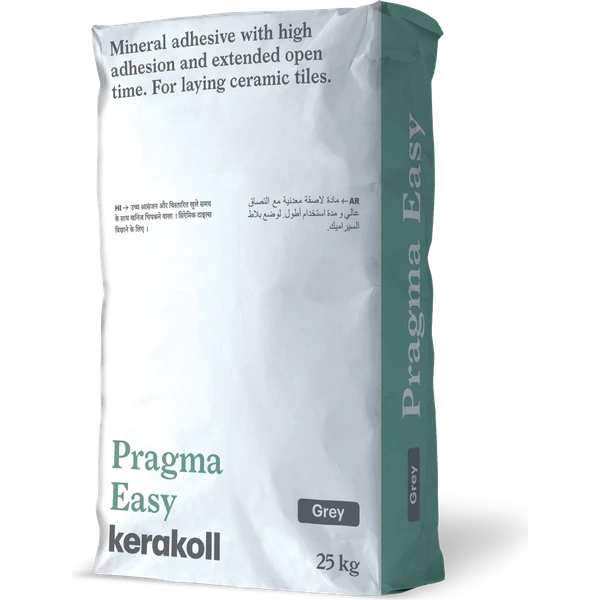 Mineral adhesive with high
adhesion and extended open
time. For laying ceramic tiles.
HI → उच्च आसंजन और विस्तारित खुले समय
के साथ खनिज चिपकने वाला । सिरेमिक टाइल्स
बिछाने के लिए ।
AR ← مادة لاصقة معدنية مع التصاق
عالي و مدة استخدام أطول. لوضع بلاط
السيراميك.
Pragma
Easy
kerakoll
Grey
25 kg
Pragma Easy
Grey